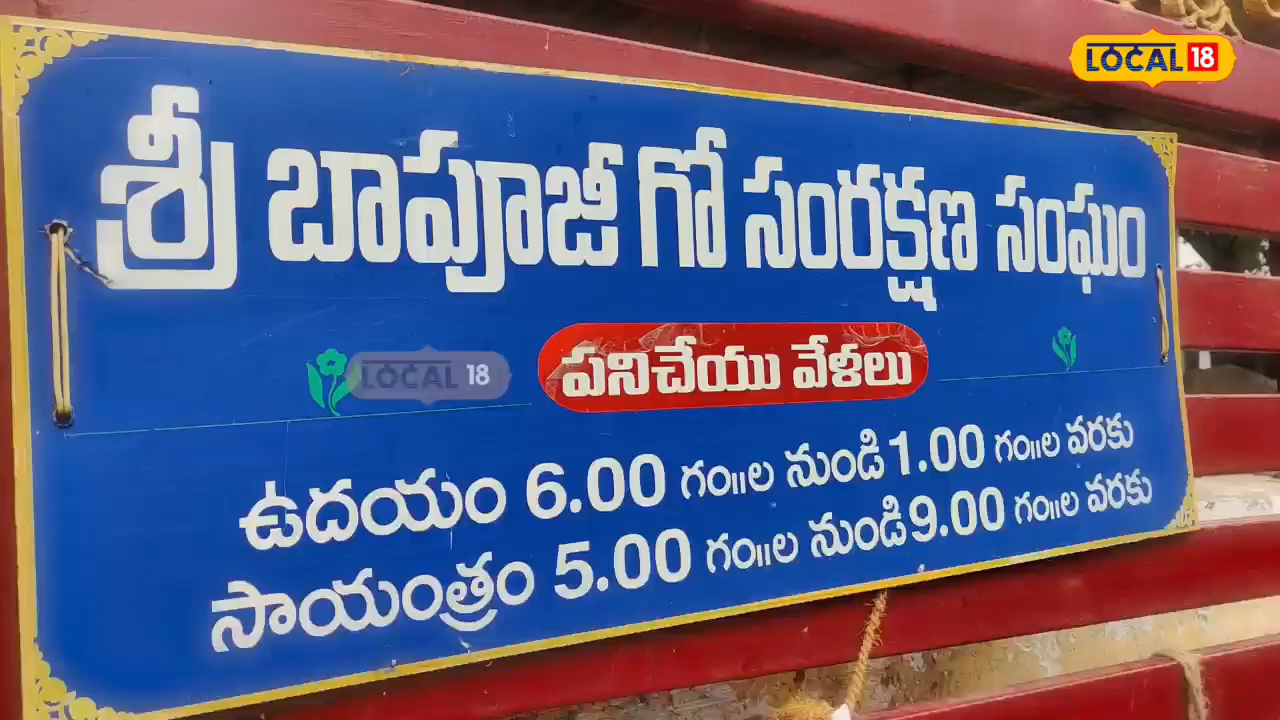 LOCAL 18
శ్రీ బాపూజీ గో సంరక్షణ సంఘం
LOCAL 18
పనిచేయు వేళలు
ఉదయం 6.00 గం॥ల నుండి 1.00 గం॥ల వరకు
సాయంత్రం 5.00 గం॥ల నుండి 9.00 గం॥ల వరకు